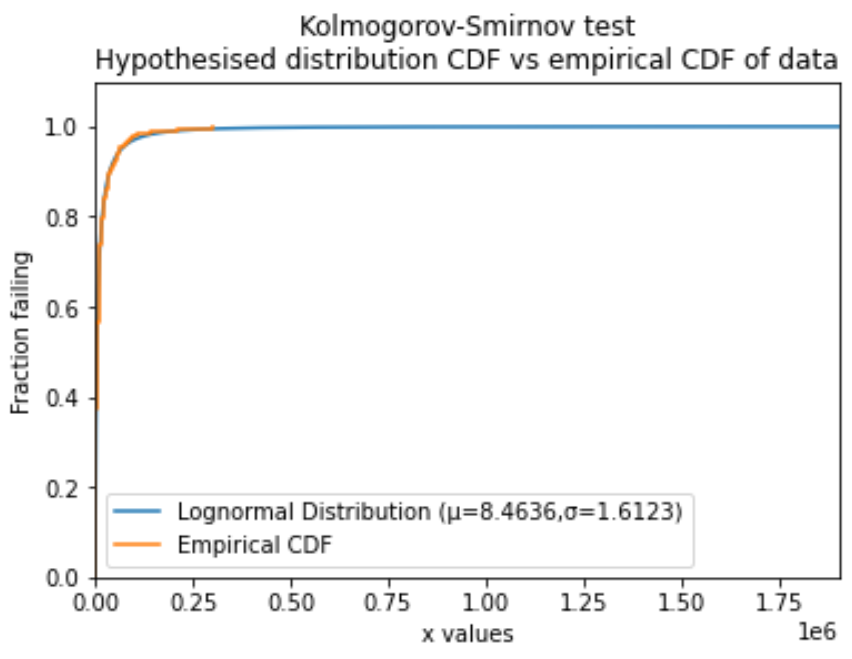 Kolmogorov-Smirnov test
Hypothesised distribution CDF vs empirical CDF of data
1.0
0.8
0.6
0.4
0.2
0.0
Fraction failing
Lognormal Distribution (μ=8.4636,σ=1.6123)
Empirical CDF
0.00 0.25 0.50 0.75 1.00 1.25 1.50 1.75
1e6
x values